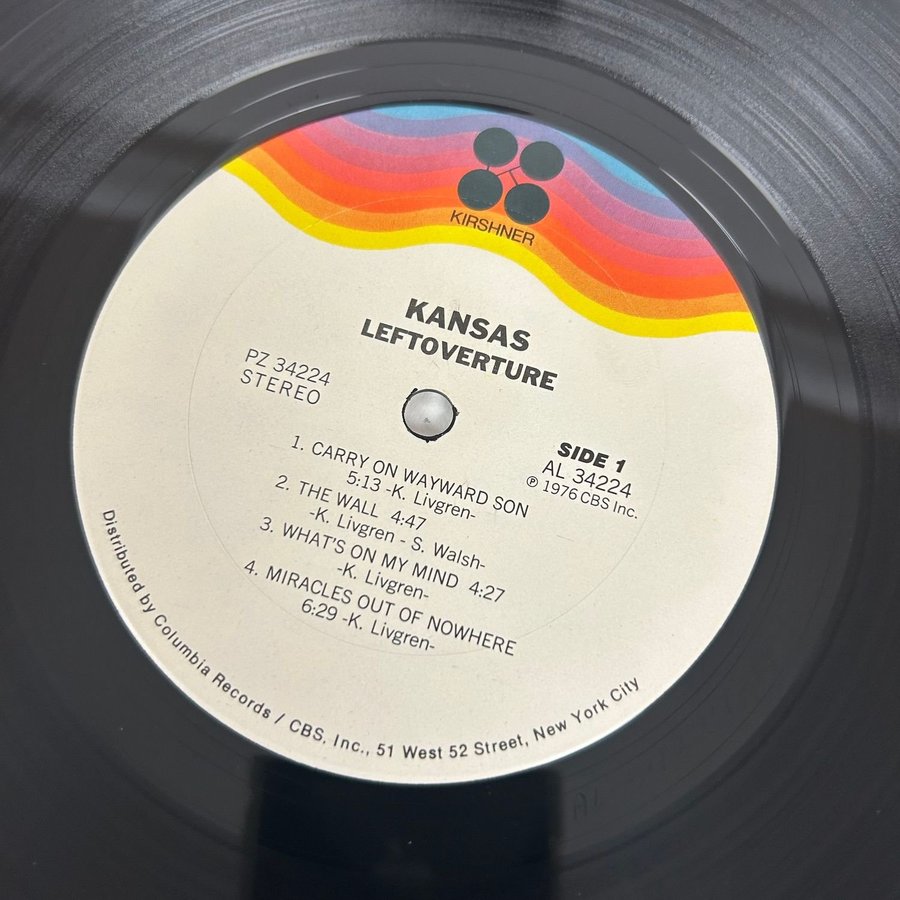 KIRSHNER
KANSAS
LEFTOVERTURE
PZ 34224
STEREO
SIDE 1
AL 34224
℗ 1976 CBS Inc.
1. CARRY ON WAYWARD SON
5:13 -K. Livgren-
2. THE WALL 4:47
-K. Livgren - S. Walsh-
3. WHAT'S ON MY MIND 4:27
-K. Livgren-
4. MIRACLES OUT OF NOWHERE
6:29 -K. Livgren-
Distributed by Columbia Records / CBS, Inc., 51 West 52 Street, New York City